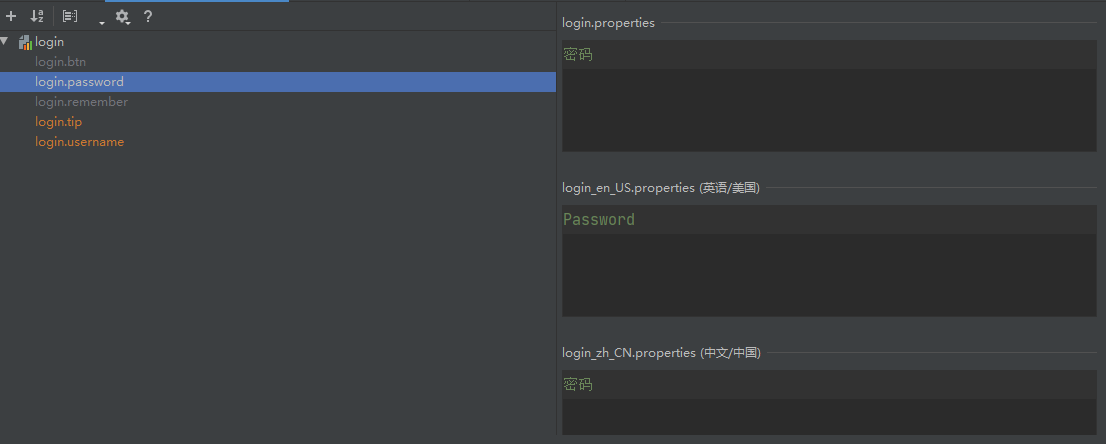 login
login.btn
login.password
login.remember
login.tip
login.username
login.properties
密码
login_en_US.properties (英语/美国)
Password
login_zh_CN.properties (中文/中国)
密码